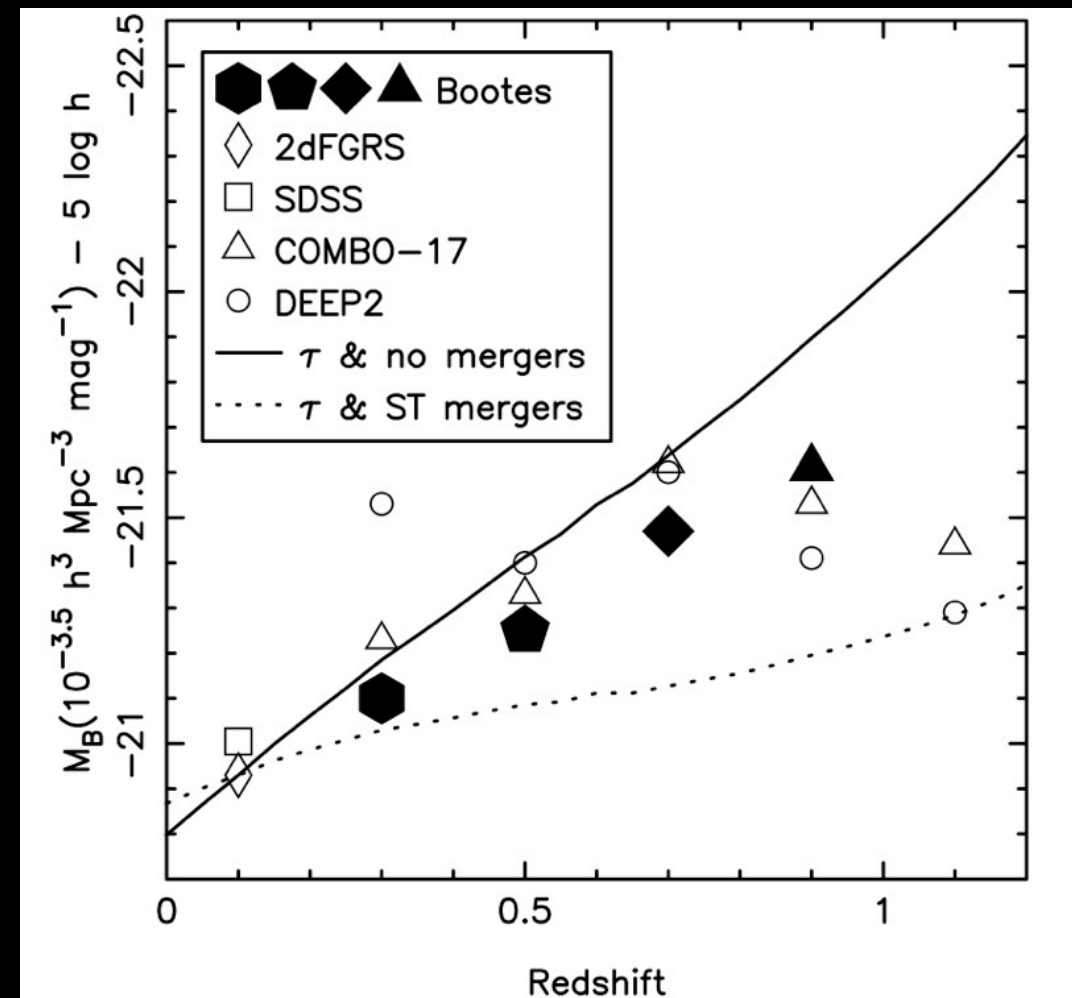 Bootes
2dFGRS
SDSS
COMBO−17
DEEP2
τ & no mergers
τ & ST mergers
M_B(10^−3.5 h^3 Mpc^−3 mag^−1) − 5 log h
−22.5
−22
−21.5
−21
0 0.5 1
Redshift